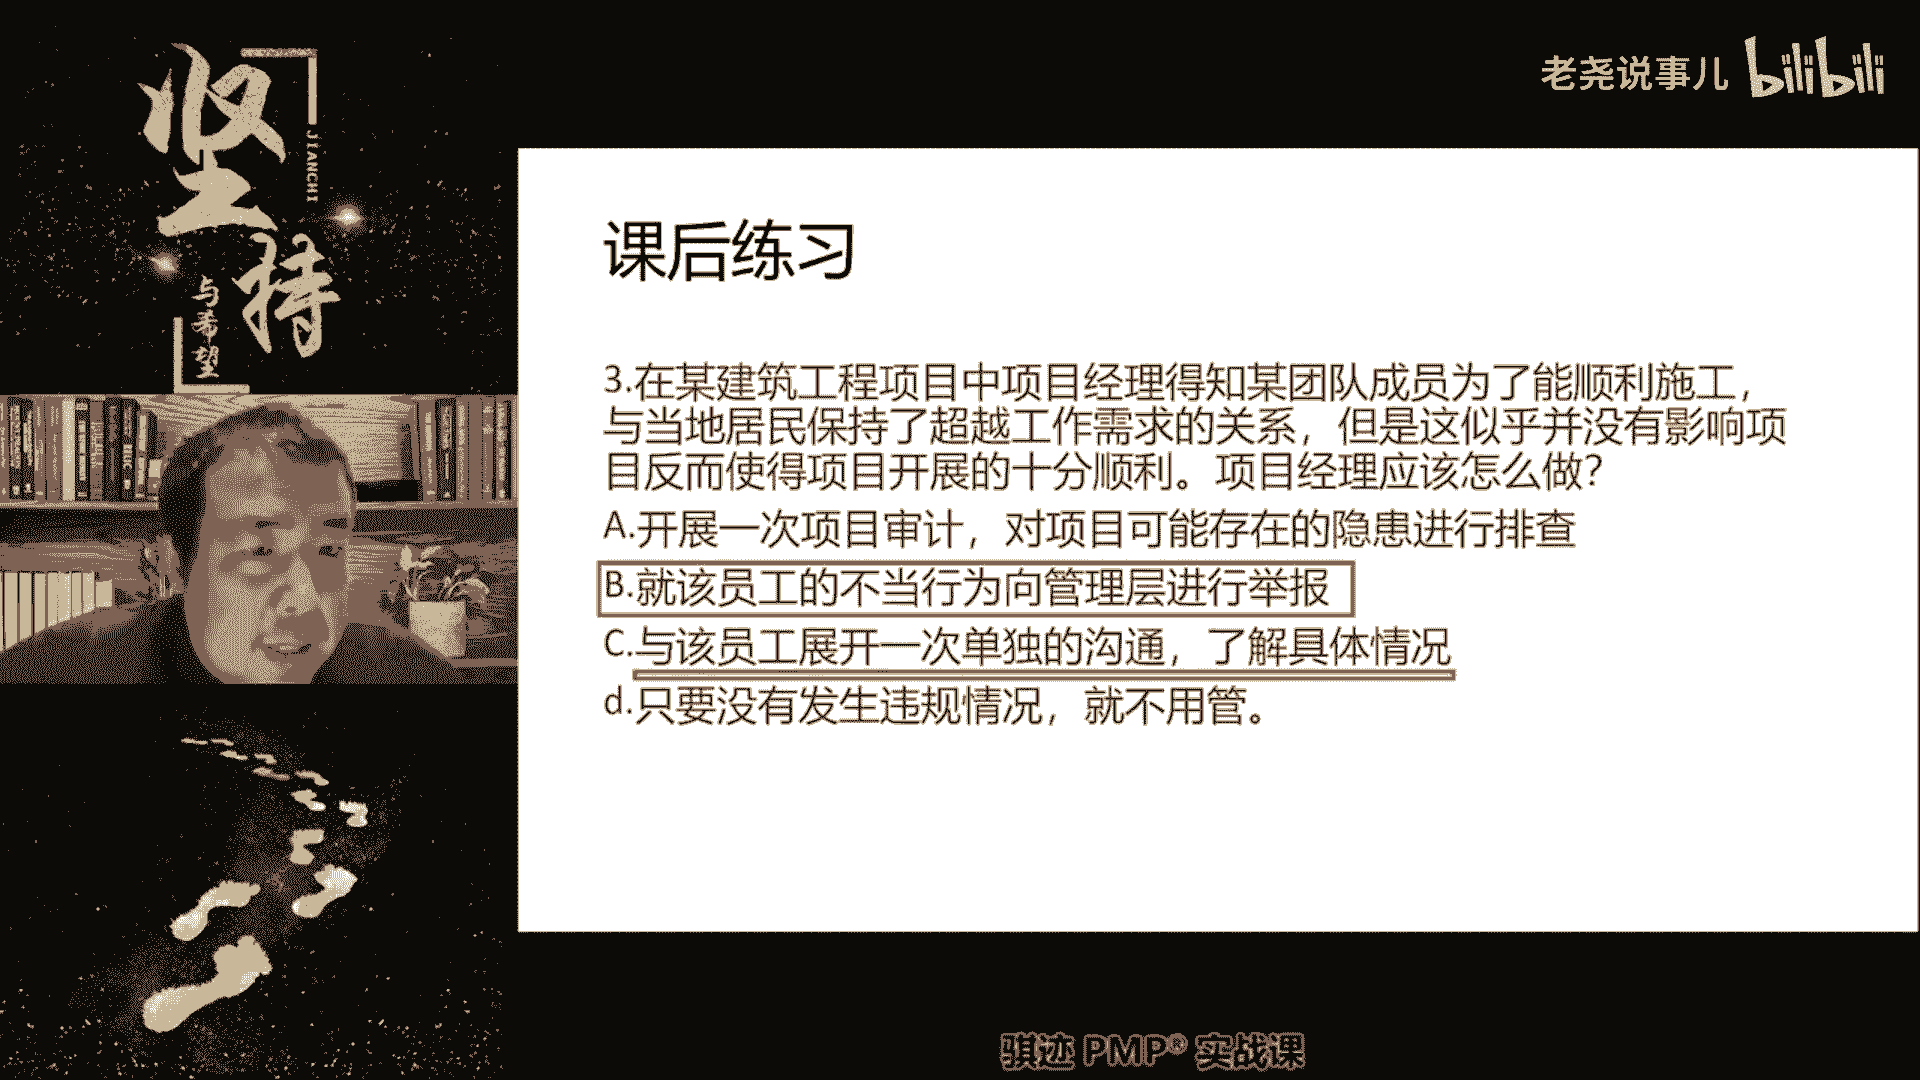 坚持
JIANCHI
与希望
老尧说事儿 bilibili
课后练习
3.在某建筑工程项目中项目经理得知某团队成员为了能顺利施工，
与当地居民保持了超越工作需求的关系，但是这似乎并没有影响项
目反而使得项目开展的十分顺利。项目经理应该怎么做？
A.开展一次项目审计，对项目可能存在的隐患进行排查
B.就该员工的不当行为向管理层进行举报
C.与该员工展开一次单独的沟通，了解具体情况
d.只要没有发生违规情况，就不用管。
骐迹 PMP® 实战课